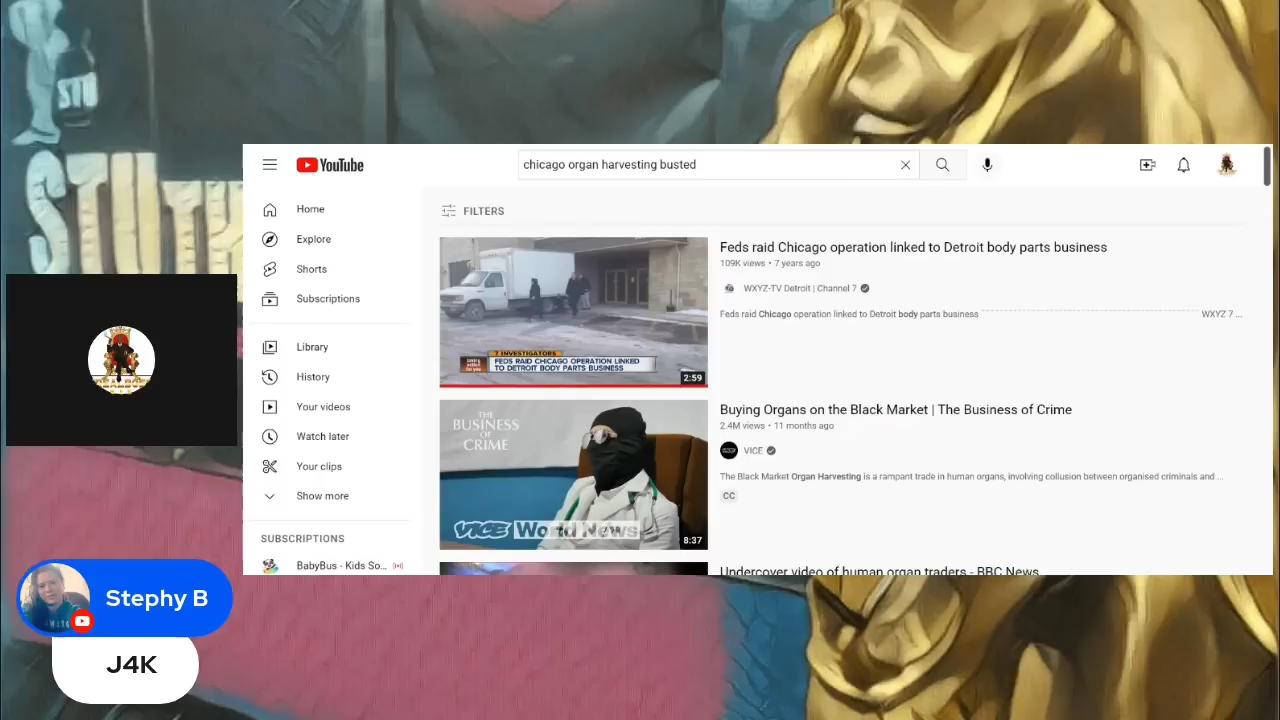 STU
STUTK
YouTube
chicago organ harvesting busted
Home
Explore
Shorts
Subscriptions
Library
History
Your videos
Watch later
Your clips
Show more
SUBSCRIPTIONS
BabyBus - Kids So...
FILTERS
7 INVESTIGATORS
FEDS RAID CHICAGO OPERATION LINKED
TO DETROIT BODY PARTS BUSINESS
2:59
Feds raid Chicago operation linked to Detroit body parts business
109K views • 7 years ago
WXYZ-TV Detroit | Channel 7
Feds raid Chicago operation linked to Detroit body parts business
WXYZ 7 ...
THE
BUSINESS
OF
CRIME
VICE World News
8:37
Buying Organs on the Black Market | The Business of Crime
2.4M views • 11 months ago
VICE
The Black Market Organ Harvesting is a rampant trade in human organs, involving collusion between organised criminals and ...
CC
Undercover video of human organ traders - BBC News
Stephy B
J4K